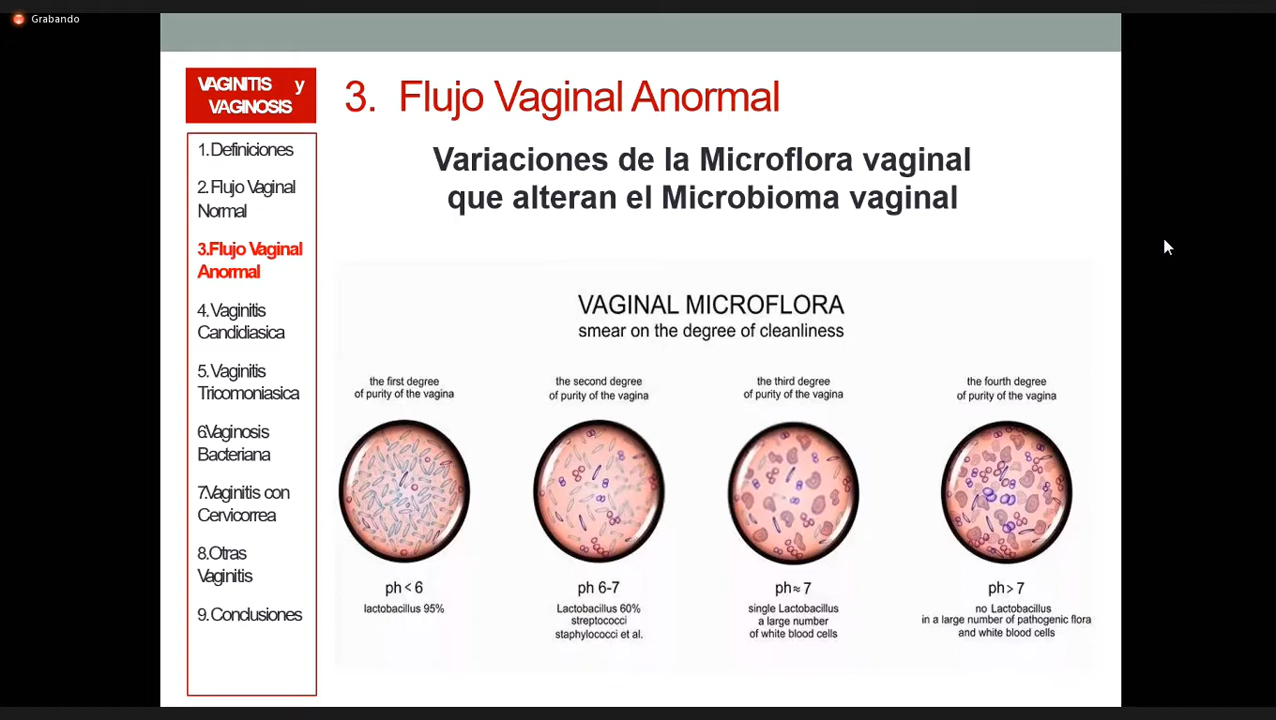 Grabando
VAGINITIS y
VAGINOSIS
1. Definiciones
2. Flujo Vaginal
Normal
3.Flujo Vaginal
Anormal
4. Vaginitis
Candidiasica
5. Vaginitis
Tricomoniasica
6.Vaginosis
Bacteriana
7.Vaginitis con
Cervicorrea
8.Otras
Vaginitis
9. Conclusiones
3. Flujo Vaginal Anormal
Variaciones de la Microflora vaginal
que alteran el Microbioma vaginal
VAGINAL MICROFLORA
smear on the degree of cleanliness
the first degree
of purity of the vagina
ph < 6
lactobacillus 95%
the second degree
of purity of the vagina
ph 6-7
Lactobacillus 60%
streptococci
staphylococci et al.
the third degree
of purity of the vagina
ph ≈ 7
single Lactobacillus
a large number
of white blood cells
the fourth degree
of purity of the vagina
ph > 7
no Lactobacillus
in a large number of pathogenic flora
and white blood cells